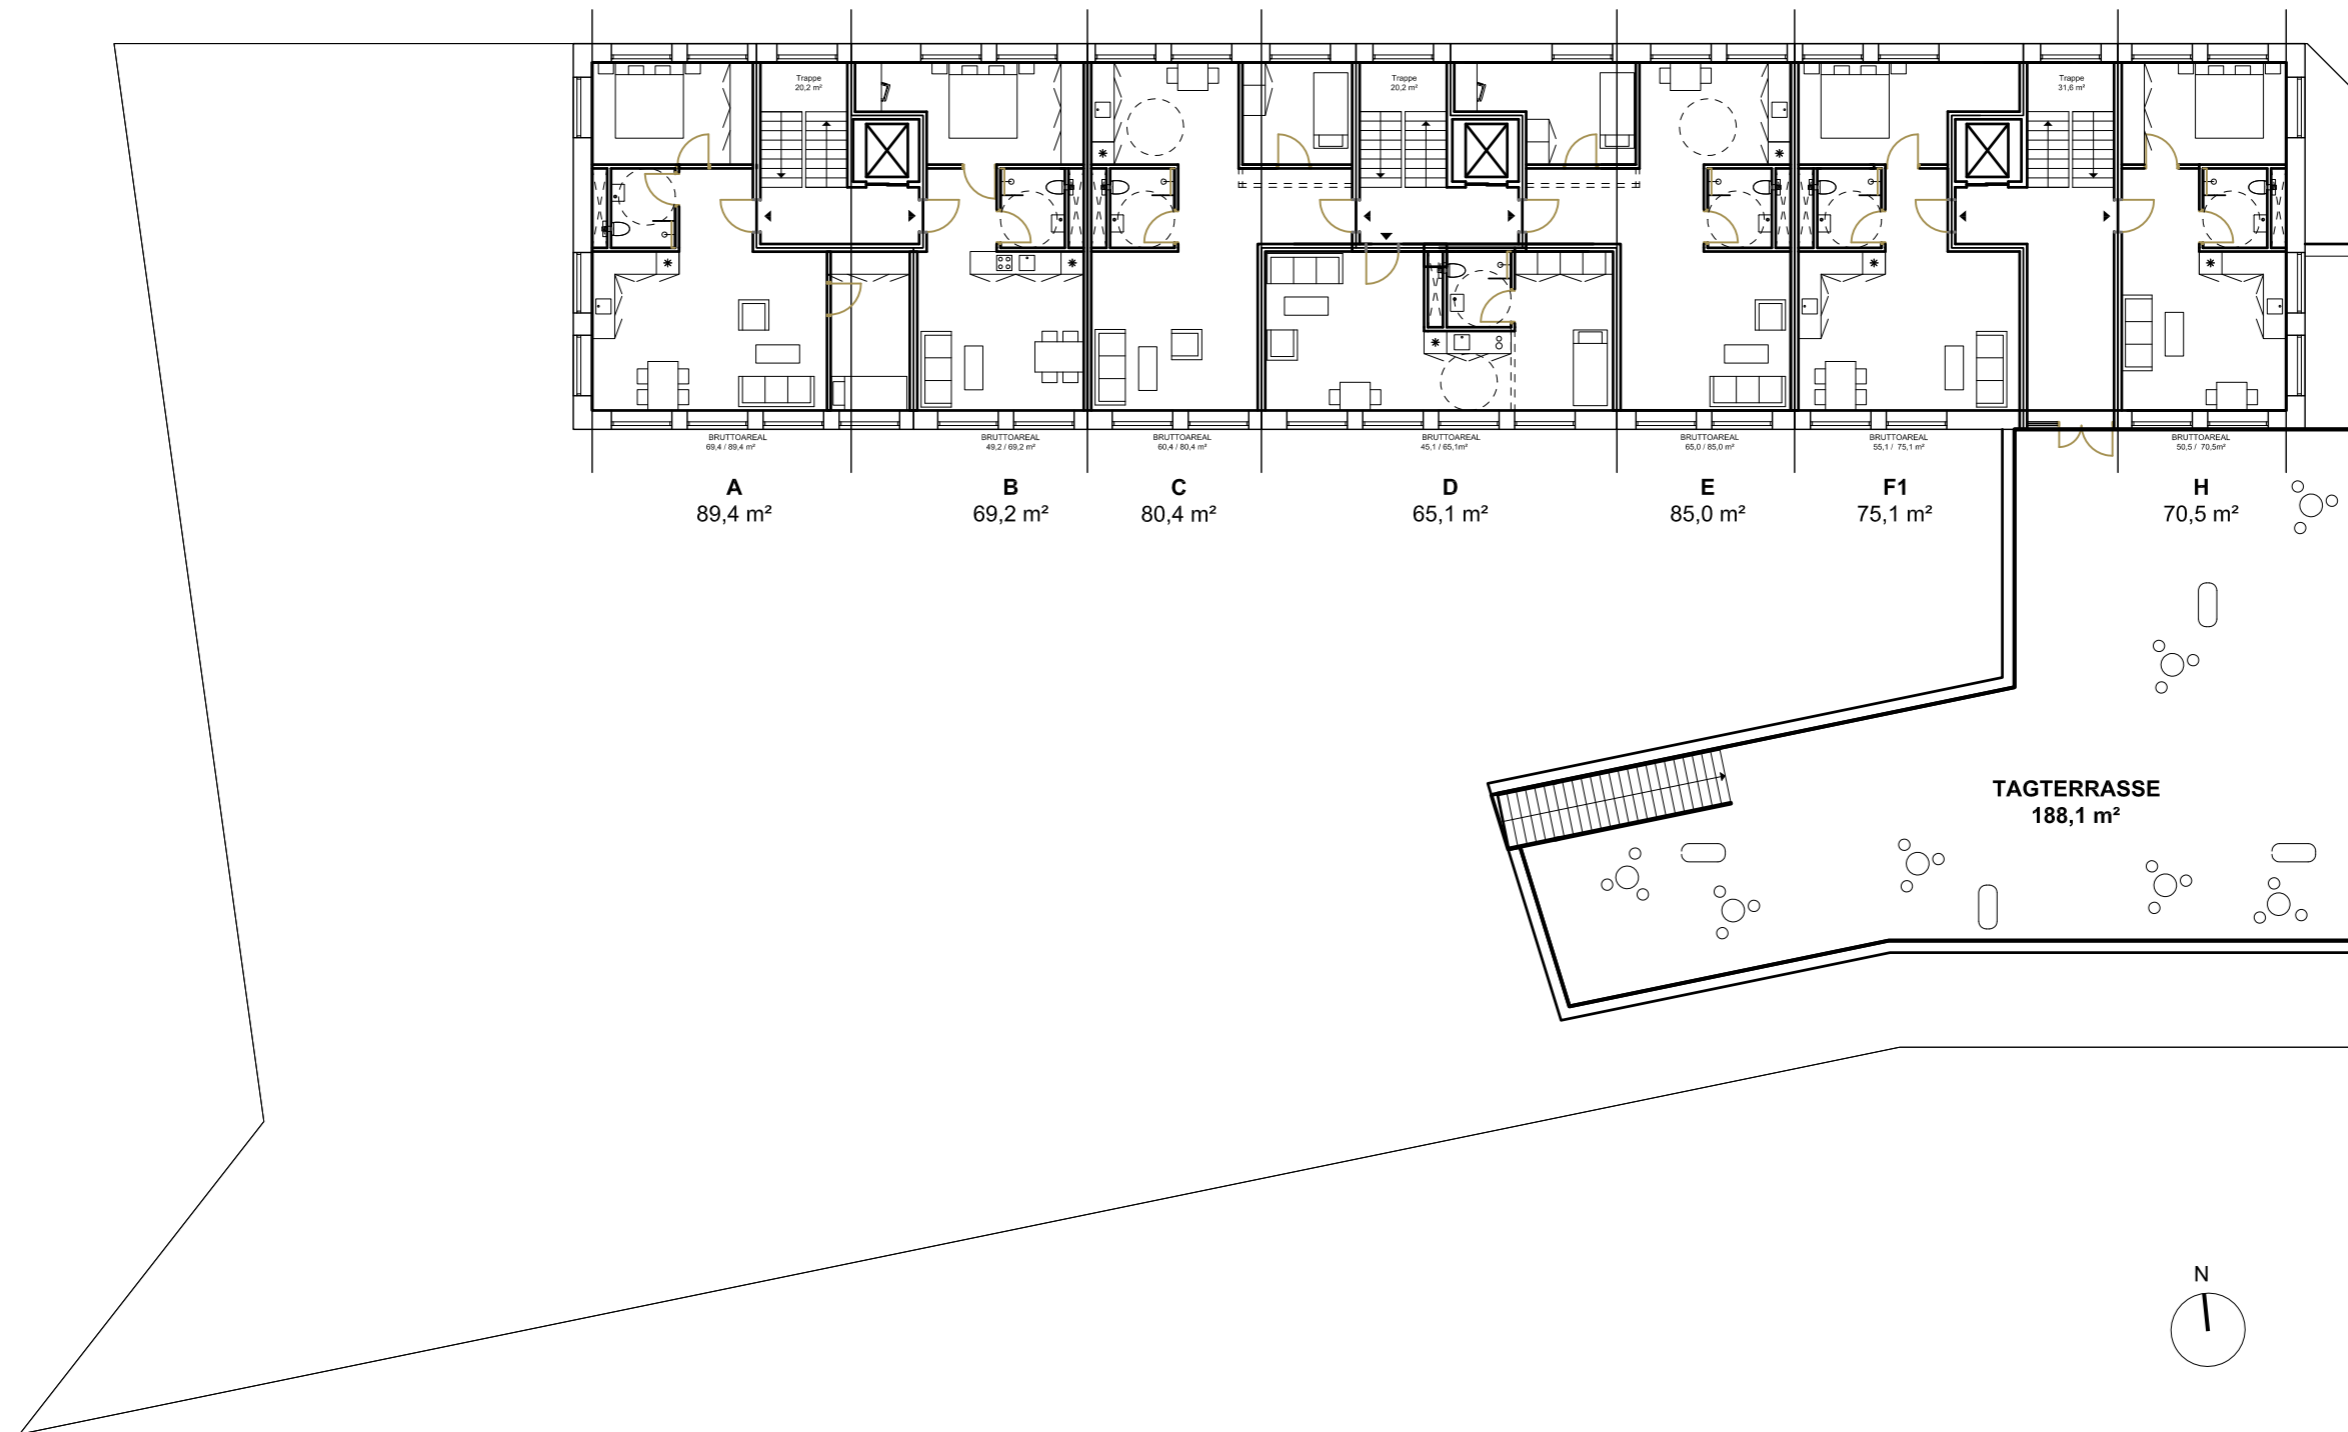 Trappe
20,2 m²
Trappe
20,2 m²
Trappe
31,6 m²
BRUTTOAREAL
69,4 / 89,4 m²
BRUTTOAREAL
49,2 / 69,2 m²
BRUTTOAREAL
60,4 / 80,4 m²
BRUTTOAREAL
45,1 / 65,1m²
BRUTTOAREAL
65,0 / 85,0 m²
BRUTTOAREAL
55,1 / 75,1 m²
BRUTTOAREAL
50,5 / 70,5m²
A
89,4 m²
B
69,2 m²
C
80,4 m²
D
65,1 m²
E
85,0 m²
F1
75,1 m²
H
70,5 m²
TAGTERRASSE
188,1 m²
N